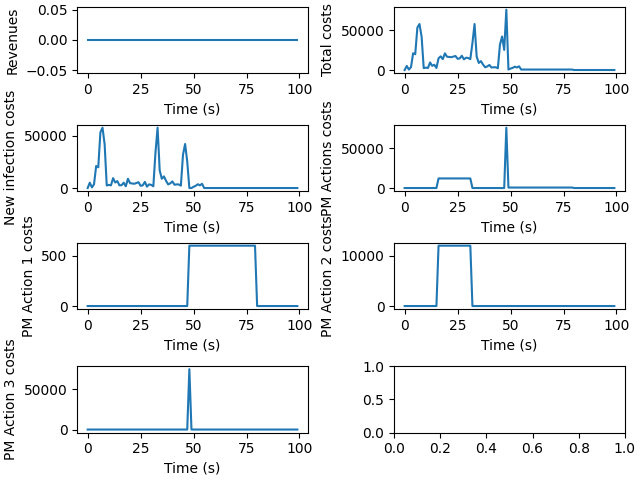 Revenues
0.05
0.00
−0.05
0 25 50 75 100
Time (s)
Total costs
50000
0
0 25 50 75 100
Time (s)
New infection costs
50000
0
0 25 50 75 100
Time (s)
PM Actions costs
50000
0
0 25 50 75 100
Time (s)
PM Action 1 costs
500
0
0 25 50 75 100
Time (s)
PM Action 2 costs
10000
0
0 25 50 75 100
Time (s)
PM Action 3 costs
50000
0
0 25 50 75 100
Time (s)
1.0
0.5
0.0
0.0 0.2 0.4 0.6 0.8 1.0